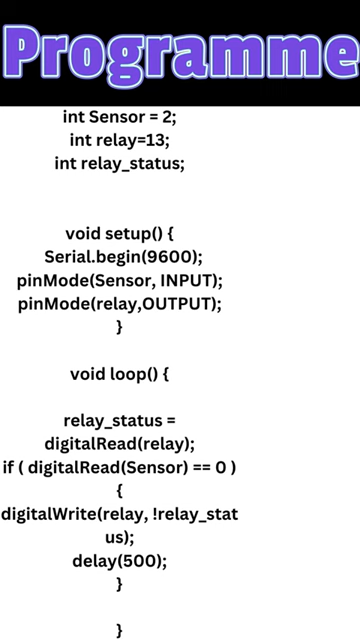 Programme
int Sensor = 2;
int relay=13;
int relay_status;
void setup() {
Serial.begin(9600);
pinMode(Sensor, INPUT);
pinMode(relay,OUTPUT);
}
void loop() {
relay_status =
digitalRead(relay);
if ( digitalRead(Sensor) == 0 )
{
digitalWrite(relay, !relay_stat
us);
delay(500);
}
}